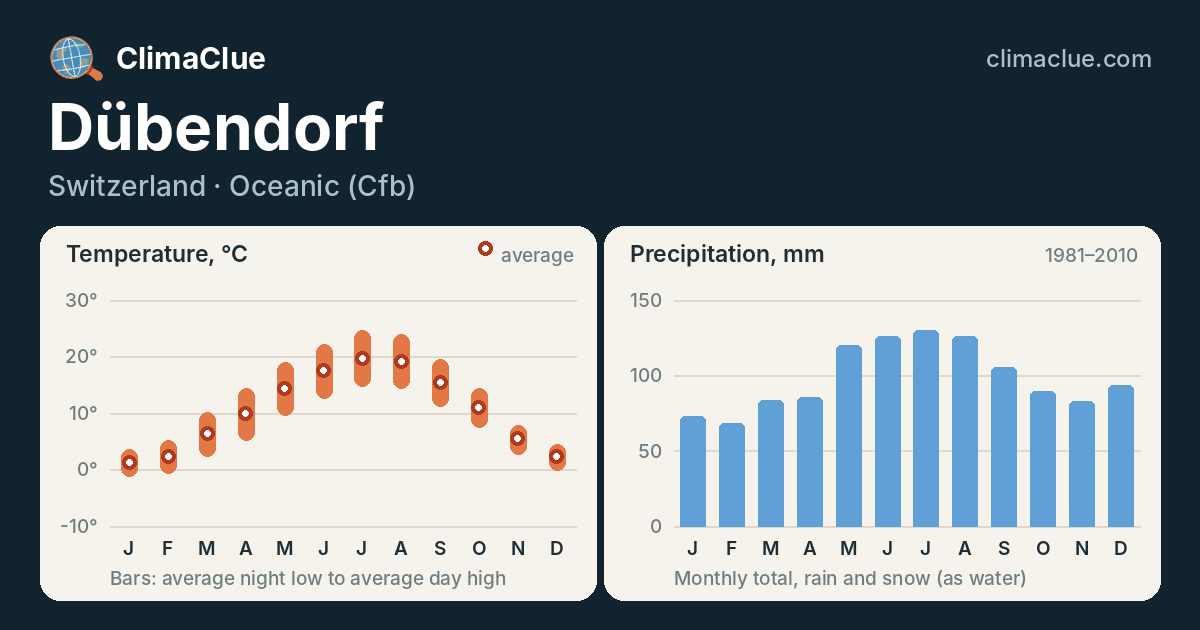 ClimaClue
climaclue.com
Dübendorf
Switzerland · Oceanic (Cfb)
Temperature, °C
average
30°
20°
10°
0°
-10°
J F M A M J J A S O N D
Bars: average night low to average day high
Precipitation, mm
1981–2010
150
100
50
0
J F M A M J J A S O N D
Monthly total, rain and snow (as water)